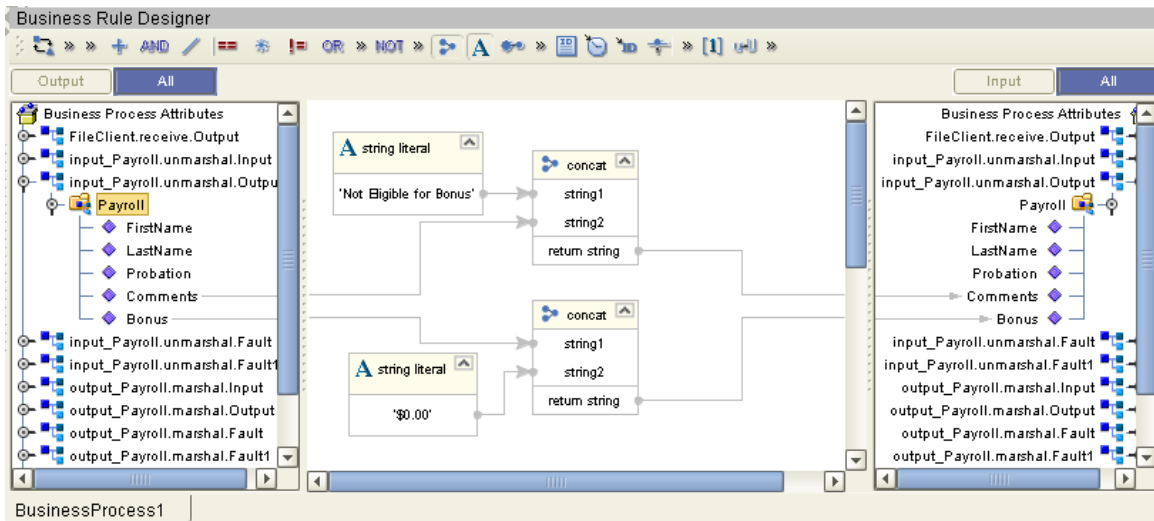 Business Rule Designer
» » AND == != OR » NOT » A » ID ID » [1] »
Output All
Input All
Business Process Attributes
FileClient.receive.Output
input_Payroll.unmarshal.Input
input_Payroll.unmarshal.Outpu
Payroll
FirstName
LastName
Probation
Comments
Bonus
input_Payroll.unmarshal.Fault
input_Payroll.unmarshal.Fault1
output_Payroll.marshal.Input
output_Payroll.marshal.Output
output_Payroll.marshal.Fault
output_Payroll.marshal.Fault1
A string literal
'Not Eligible for Bonus'
concat
string1
string2
return string
A string literal
'$0.00'
concat
string1
string2
return string
Business Process Attributes
FileClient.receive.Output
input_Payroll.unmarshal.Input
input_Payroll.unmarshal.Output
Payroll
FirstName
LastName
Probation
Comments
Bonus
input_Payroll.unmarshal.Fault
input_Payroll.unmarshal.Fault1
output_Payroll.marshal.Input
output_Payroll.marshal.Output
output_Payroll.marshal.Fault
output_Payroll.marshal.Fault1
BusinessProcess1